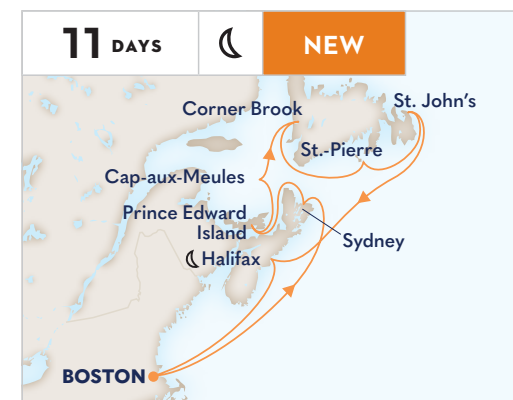 11 DAYS
NEW
Corner Brook
St. John's
St.-Pierre
Cap-aux-Meules
Prince Edward
Island
Sydney
Halifax
BOSTON